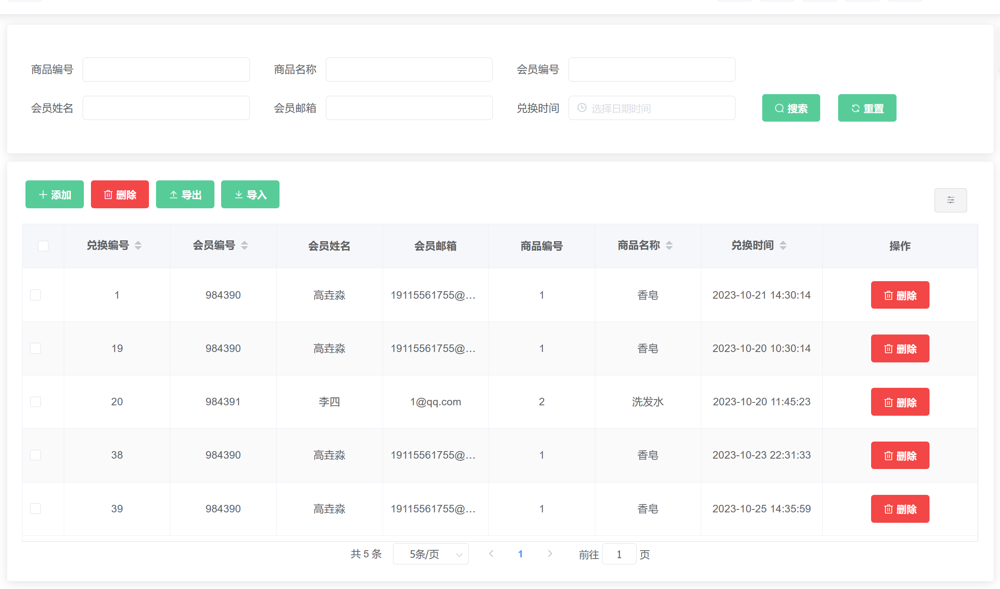 商品编号 商品名称 会员编号
会员姓名 会员邮箱 兑换时间 选择日期时间 搜索 重置
添加 删除 导出 导入
兑换编号 会员编号 会员姓名 会员邮箱 商品编号 商品名称 兑换时间 操作
1 984390 高垚淼 19115561755@... 1 香皂 2023-10-21 14:30:14 删除
19 984390 高垚淼 19115561755@... 1 香皂 2023-10-20 10:30:14 删除
20 984391 李四 1@qq.com 2 洗发水 2023-10-20 11:45:23 删除
38 984390 高垚淼 19115561755@... 1 香皂 2023-10-23 22:31:33 删除
39 984390 高垚淼 19115561755@... 1 香皂 2023-10-25 14:35:59 删除
共 5 条 5条/页 1 前往 1 页